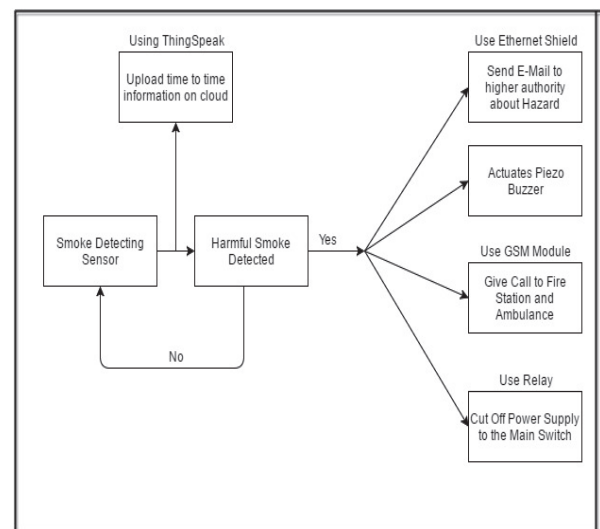 Using ThingSpeak
Upload time to time
information on cloud
Smoke Detecting
Sensor
Harmful Smoke
Detected
Yes
No
Use Ethernet Shield
Send E-Mail to
higher authority
about Hazard
Actuates Piezo
Buzzer
Use GSM Module
Give Call to Fire
Station and
Ambulance
Use Relay
Cut Off Power Supply
to the Main Switch